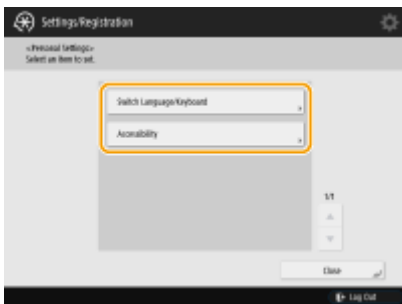 Settings/Registration
<Personal Settings>
Select an item to set.
Switch Language/Keyboard
Accessibility
1/1
Close
Log Out